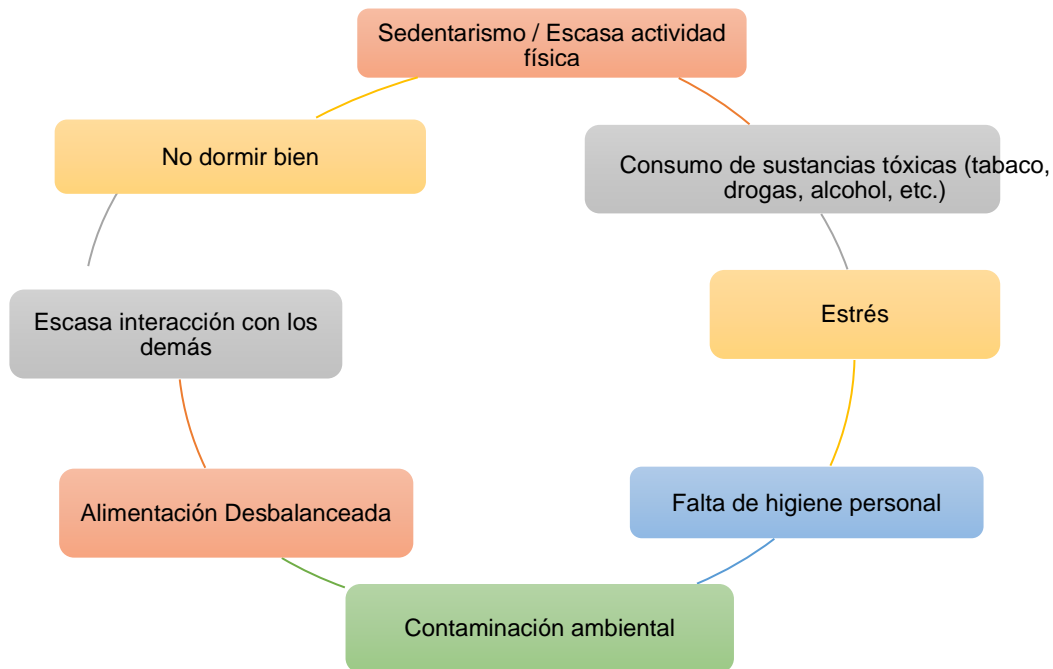 Sedentarismo / Escasa actividad
física
No dormir bien
Consumo de sustancias tóxicas (tabaco,
drogas, alcohol, etc.)
Escasa interacción con los
demás
Estrés
Alimentación Desbalanceada
Falta de higiene personal
Contaminación ambiental